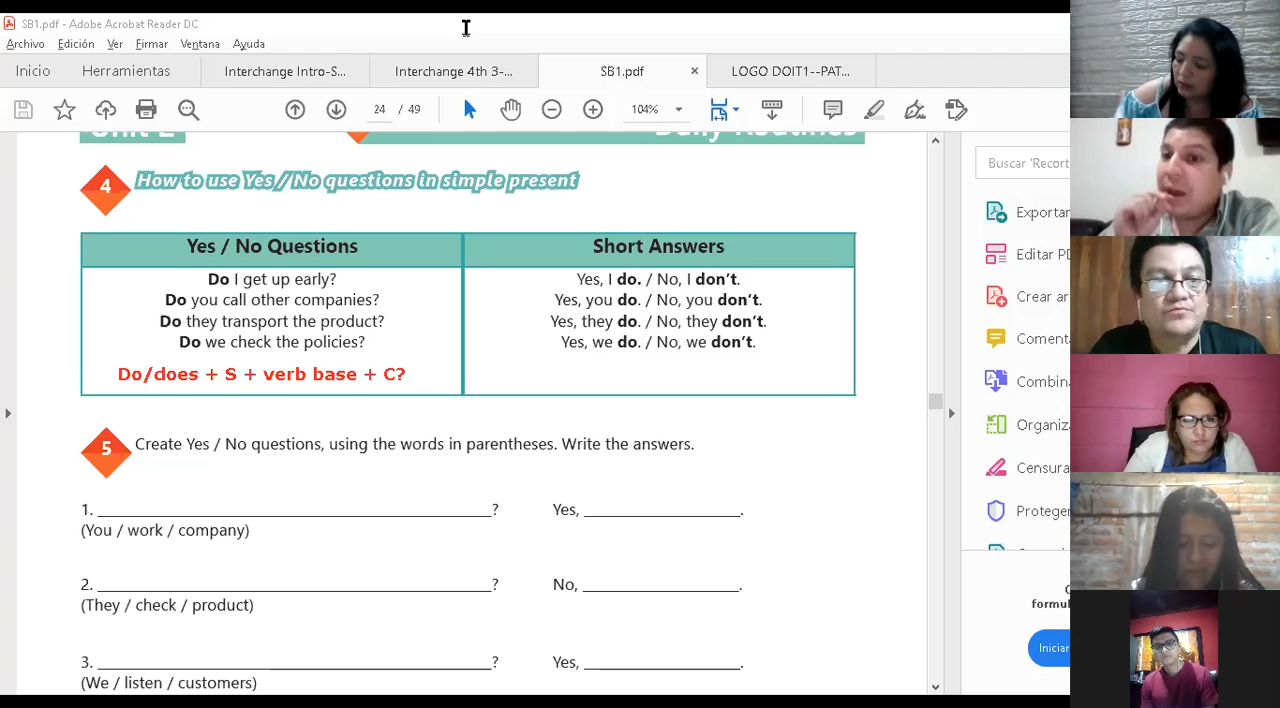 SB1.pdf - Adobe Acrobat Reader DC
Archivo Edición Ver Firmar Ventana Ayuda
Inicio Herramientas Interchange Intro-S... Interchange 4th 3-... SB1.pdf × LOGO DOIT1--PAT...
24 / 49 104%
Daily Routines
4 How to use Yes / No questions in simple present
Yes / No Questions Short Answers
Do I get up early? Yes, I do. / No, I don't.
Do you call other companies? Yes, you do. / No, you don't.
Do they transport the product? Yes, they do. / No, they don't.
Do we check the policies? Yes, we do. / No, we don't.
Do/does + S + verb base + C?
5 Create Yes / No questions, using the words in parentheses. Write the answers.
1. ? Yes, .
(You / work / company)
2. ? No, .
(They / check / product)
3. ? Yes, .
(We / listen / customers)
Buscar 'Recort
Exportar
Editar PD
Crear ar
Comenta
Combina
Organiza
Censura
Proteger
formul
Iniciar